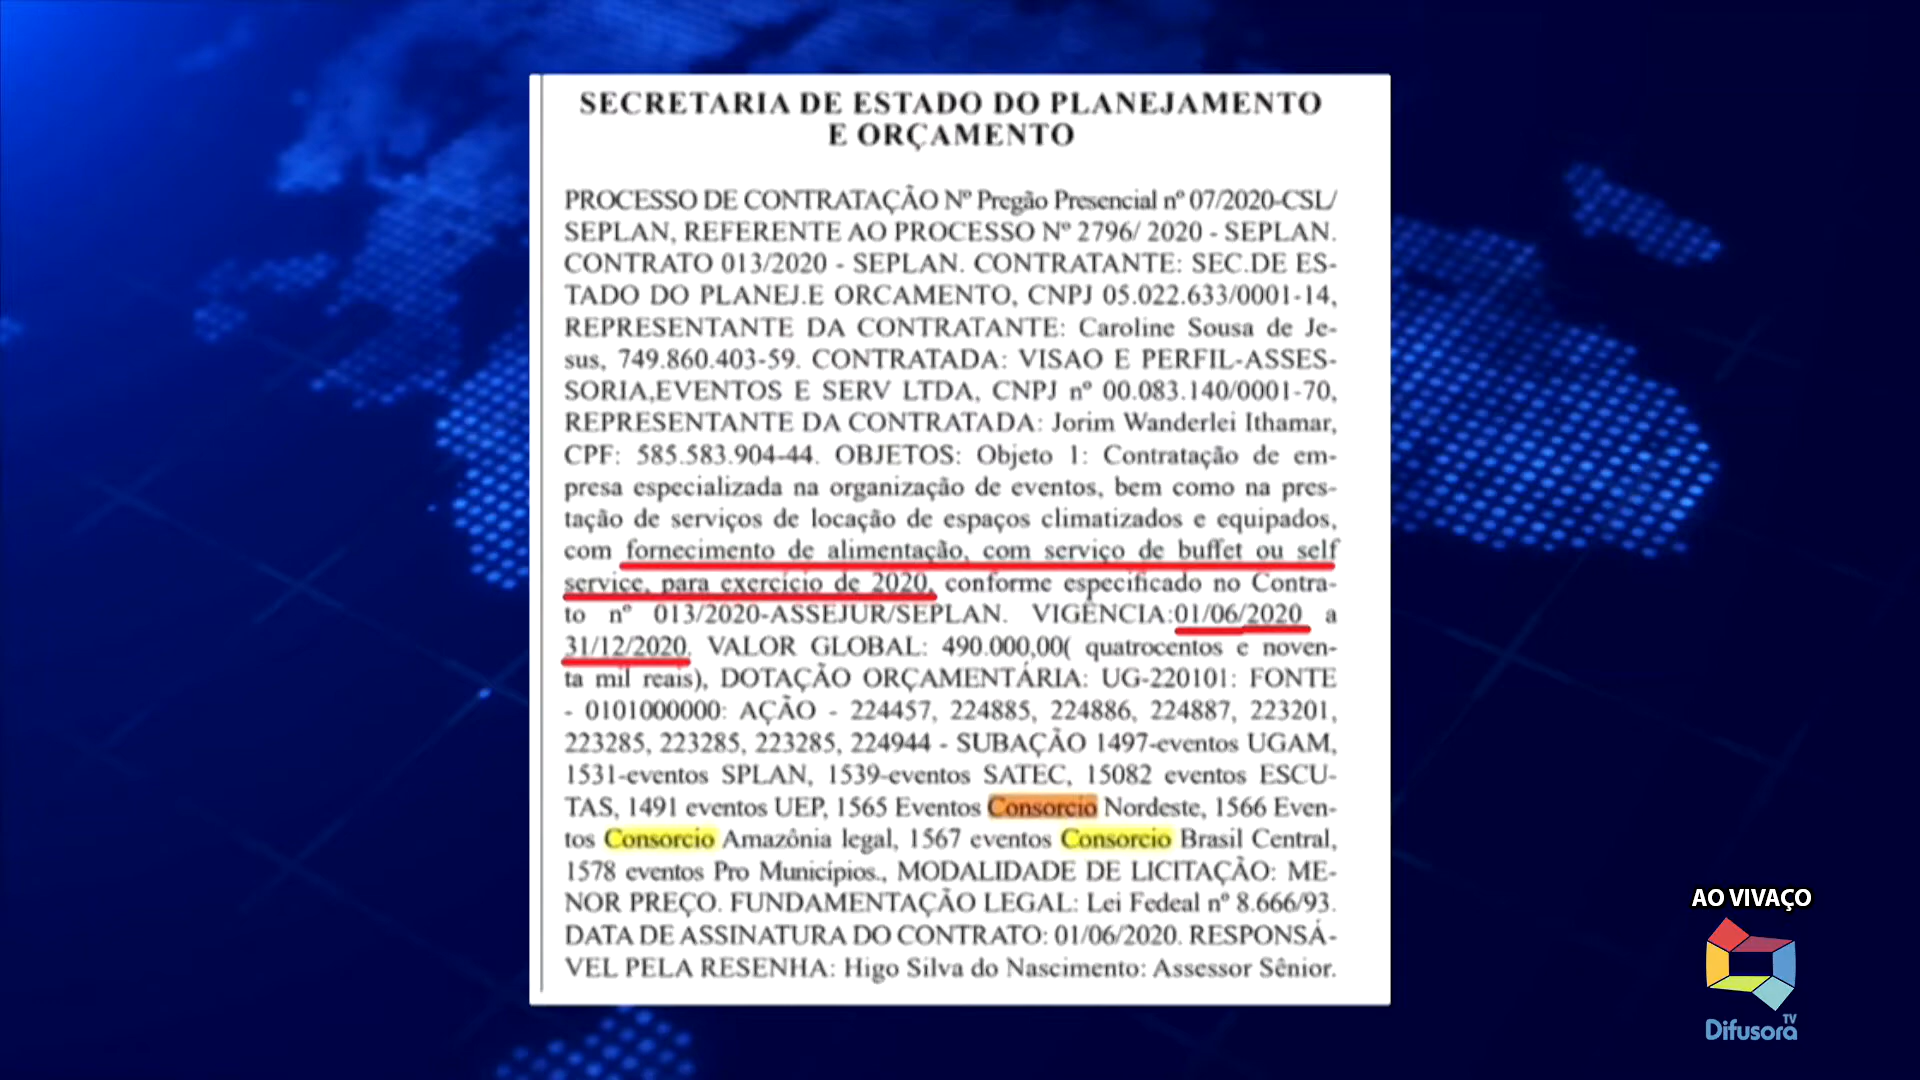 SECRETARIA DE ESTADO DO PLANEJAMENTO
E ORÇAMENTO
PROCESSO DE CONTRATAÇÃO Nº Pregão Presencial nº 07/2020-CSL/
SEPLAN, REFERENTE AO PROCESSO Nº 2796/ 2020 - SEPLAN.
CONTRATO 013/2020 - SEPLAN. CONTRATANTE: SEC.DE ES-
TADO DO PLANEJ.E ORCAMENTO, CNPJ 05.022.633/0001-14,
REPRESENTANTE DA CONTRATANTE: Caroline Sousa de Je-
sus, 749.860.403-59. CONTRATADA: VISAO E PERFIL-ASSES-
SORIA,EVENTOS E SERV LTDA, CNPJ nº 00.083.140/0001-70,
REPRESENTANTE DA CONTRATADA: Jorim Wanderlei Ithamar,
CPF: 585.583.904-44. OBJETOS: Objeto 1: Contratação de em-
presa especializada na organização de eventos, bem como na pres-
tação de serviços de locação de espaços climatizados e equipados,
com fornecimento de alimentação, com serviço de buffet ou self
service, para exercício de 2020, conforme especificado no Contra-
to nº 013/2020-ASSEJUR/SEPLAN. VIGÊNCIA:01/06/2020 a
31/12/2020. VALOR GLOBAL: 490.000,00( quatrocentos e noven-
ta mil reais), DOTAÇÃO ORÇAMENTÁRIA: UG-220101: FONTE
- 0101000000: AÇÃO - 224457, 224885, 224886, 224887, 223201,
223285, 223285, 223285, 224944 - SUBAÇÃO 1497-eventos UGAM,
1531-eventos SPLAN, 1539-eventos SATEC, 15082 eventos ESCU-
TAS, 1491 eventos UEP, 1565 Eventos Consorcio Nordeste, 1566 Even-
tos Consorcio Amazônia legal, 1567 eventos Consorcio Brasil Central,
1578 eventos Pro Municípios., MODALIDADE DE LICITAÇÃO: ME-
NOR PREÇO. FUNDAMENTAÇÃO LEGAL: Lei Fedeal nº 8.666/93.
DATA DE ASSINATURA DO CONTRATO: 01/06/2020. RESPONSÁ-
VEL PELA RESENHA: Higo Silva do Nascimento: Assessor Sênior.
AO VIVAÇO
TV
Difusora